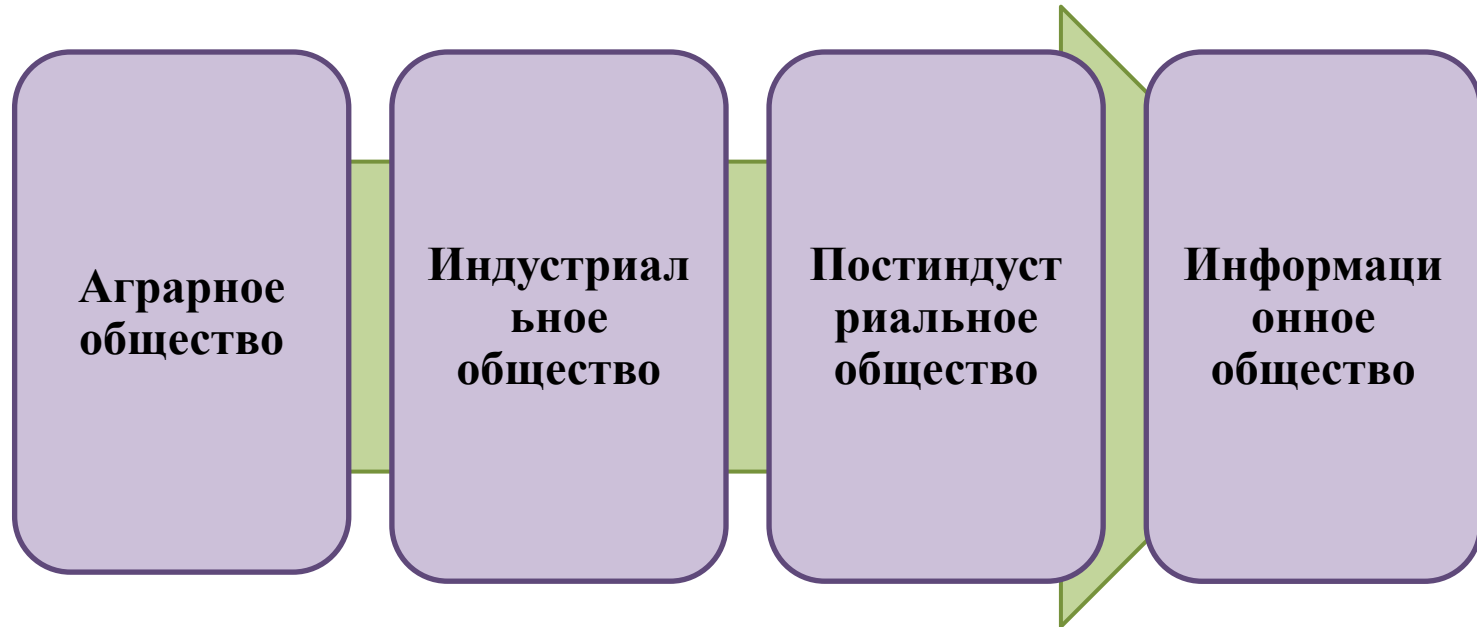 Аграрное
общество
Индустриал
ьное
общество
Постиндуст
риальное
общество
Информаци
онное
общество